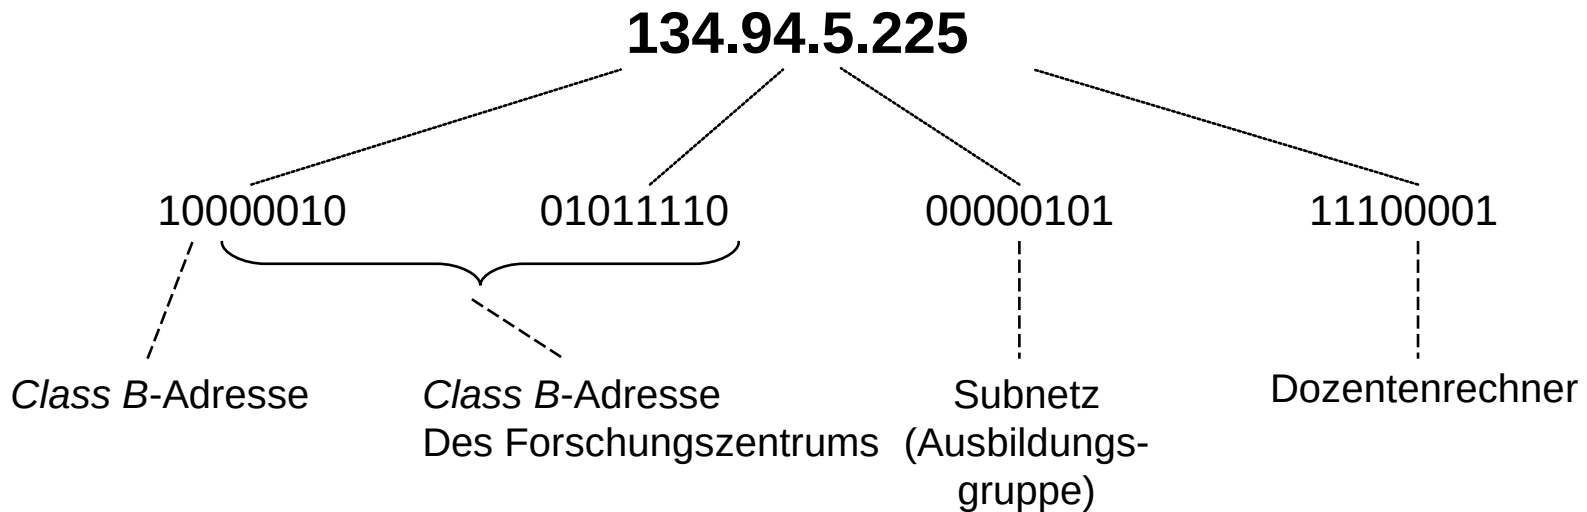 134.94.5.225
10000010 01011110 00000101 11100001
Class B-Adresse
Class B-Adresse
Des Forschungszentrums
Subnetz
(Ausbildungs-
gruppe)
Dozentenrechner